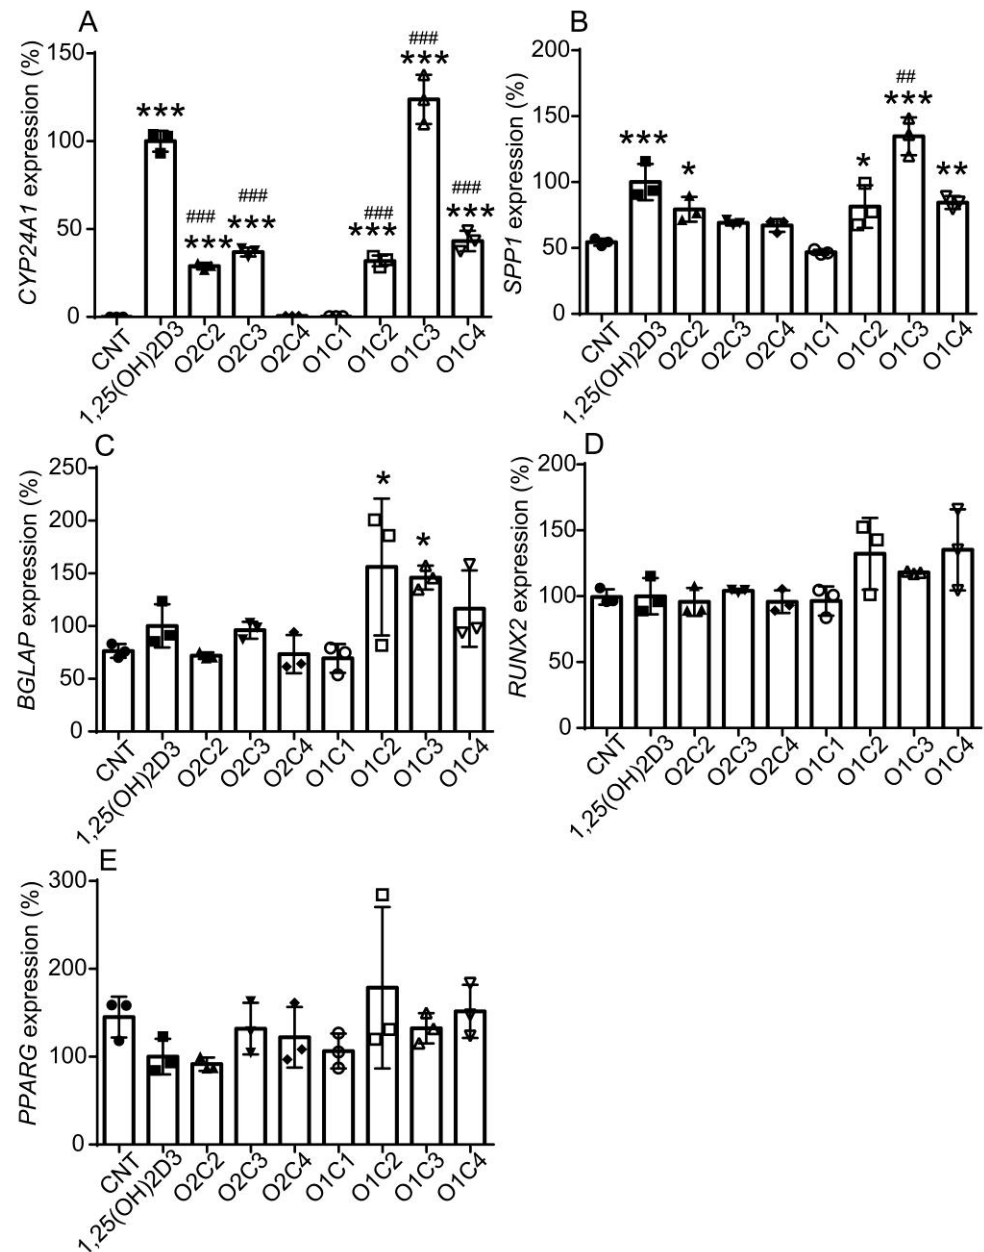 A
CYP24A1 expression (%)
150
100
50
0
***
###
***
###
***
###
***
###
***
###
***
CNT
1,25(OH)2D3
O2C2
O2C3
O2C4
O1C1
O1C2
O1C3
O1C4
B
SPP1 expression (%)
200
150
100
50
0
***
*
*
##
***
**
CNT
1,25(OH)2D3
O2C2
O2C3
O2C4
O1C1
O1C2
O1C3
O1C4
C
BGLAP expression (%)
250
200
150
100
50
0
*
*
CNT
1,25(OH)2D3
O2C2
O2C3
O2C4
O1C1
O1C2
O1C3
O1C4
D
RUNX2 expression (%)
200
150
100
50
0
CNT
1,25(OH)2D3
O2C2
O2C3
O2C4
O1C1
O1C2
O1C3
O1C4
E
PPARG expression (%)
300
200
100
0
CNT
1,25(OH)2D3
O2C2
O2C3
O2C4
O1C1
O1C2
O1C3
O1C4